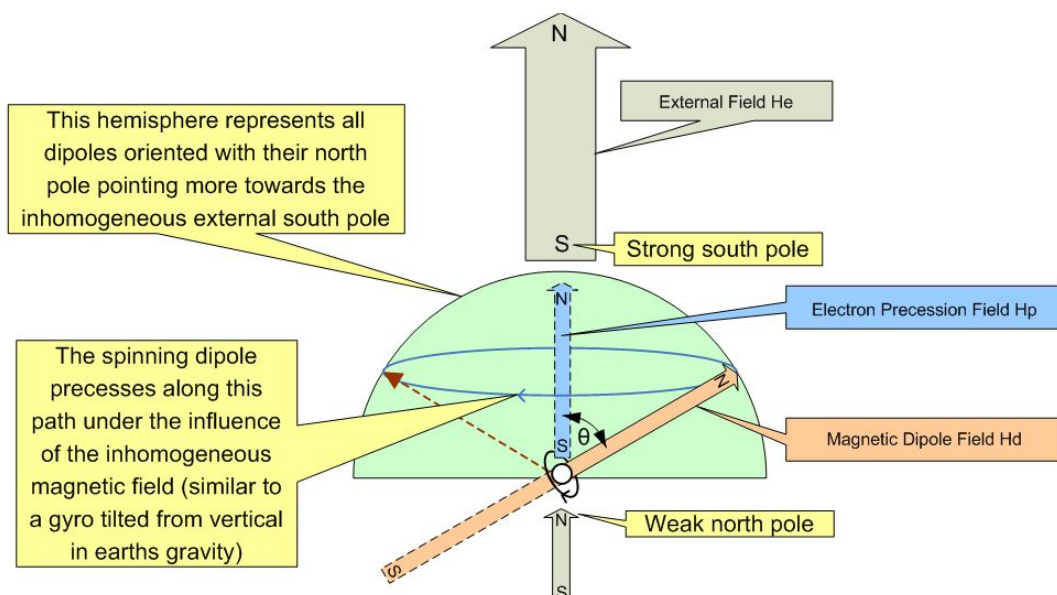 N
External Field He
This hemisphere represents all
dipoles oriented with their north
pole pointing more towards the
inhomogeneous external south pole
S
Strong south pole
N
Electron Precession Field Hp
The spinning dipole
precesses along this
path under the influence
of the inhomogeneous
magnetic field (similar to
a gyro tilted from vertical
in earths gravity)
N
θ
S
Magnetic Dipole Field Hd
N
Weak north pole
S
S